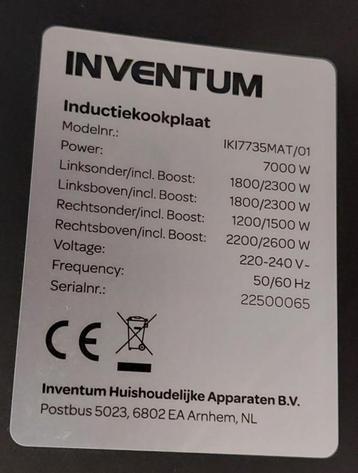 INVENTUM
Inductiekookplaat
Modelnr.: IKI7735MAT/01
Power: 7000 W
Linksonder/incl. Boost: 1800/2300 W
Linksboven/incl. Boost: 1800/2300 W
Rechtsonder/incl. Boost: 1200/1500 W
Rechtsboven/incl. Boost: 2200/2600 W
Voltage: 220-240 V~
Frequency: 50/60 Hz
Serialnr.: 22500065
CE
Inventum Huishoudelijke Apparaten B.V.
Postbus 5023, 6802 EA Arnhem, NL